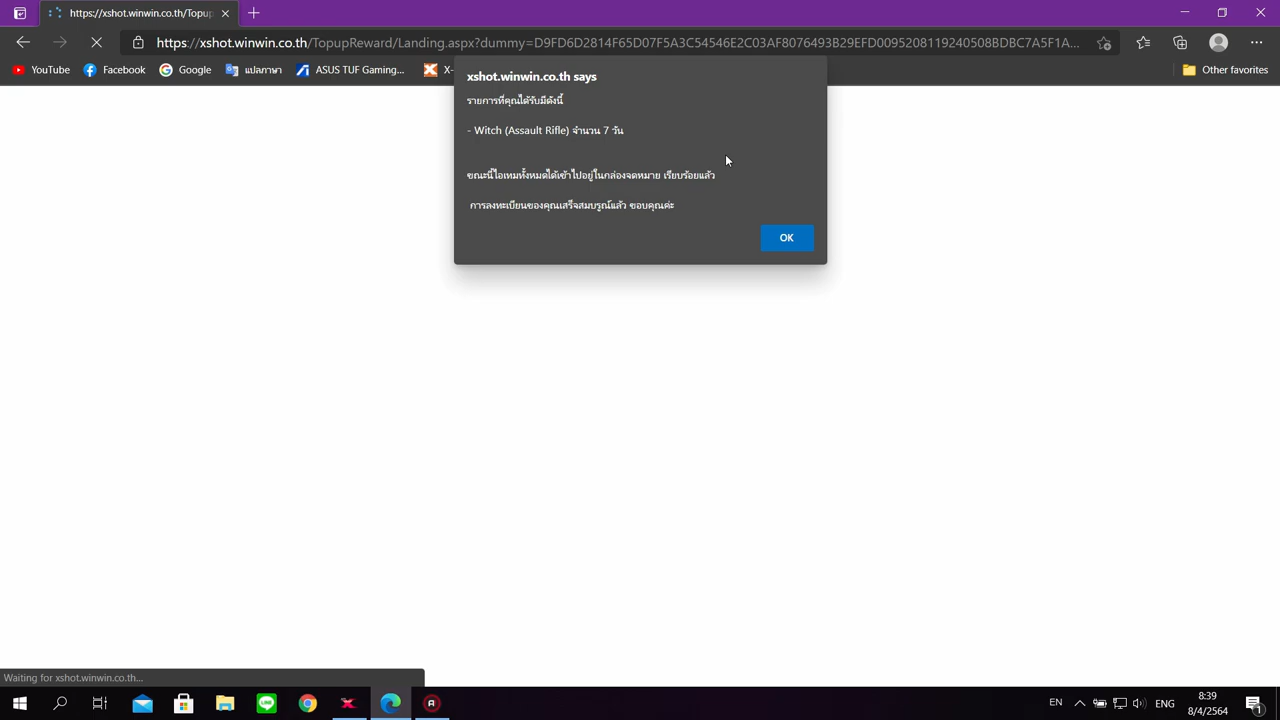 https://xshot.winwin.co.th/Topup
https://xshot.winwin.co.th/TopupReward/Landing.aspx?dummy=D9FD6D2814F65D07F5A3C54546E2C03AF8076493B29EFD0095208119240508BDBC7A5F1A...
YouTube
Facebook
Google
แปลภาษา
ASUS TUF Gaming...
X-
Other favorites
xshot.winwin.co.th says
รายการที่คุณได้รับมีดังนี้
- Witch (Assault Rifle) จำนวน 7 วัน
ขณะนี้ไอเทมทั้งหมดได้เข้าไปอยู่ในกล่องจดหมาย เรียบร้อยแล้ว
การลงทะเบียนของคุณเสร็จสมบรูณ์แล้ว ขอบคุณค่ะ
OK
Waiting for xshot.winwin.co.th...
EN
ENG
8:39
8/4/2564
1